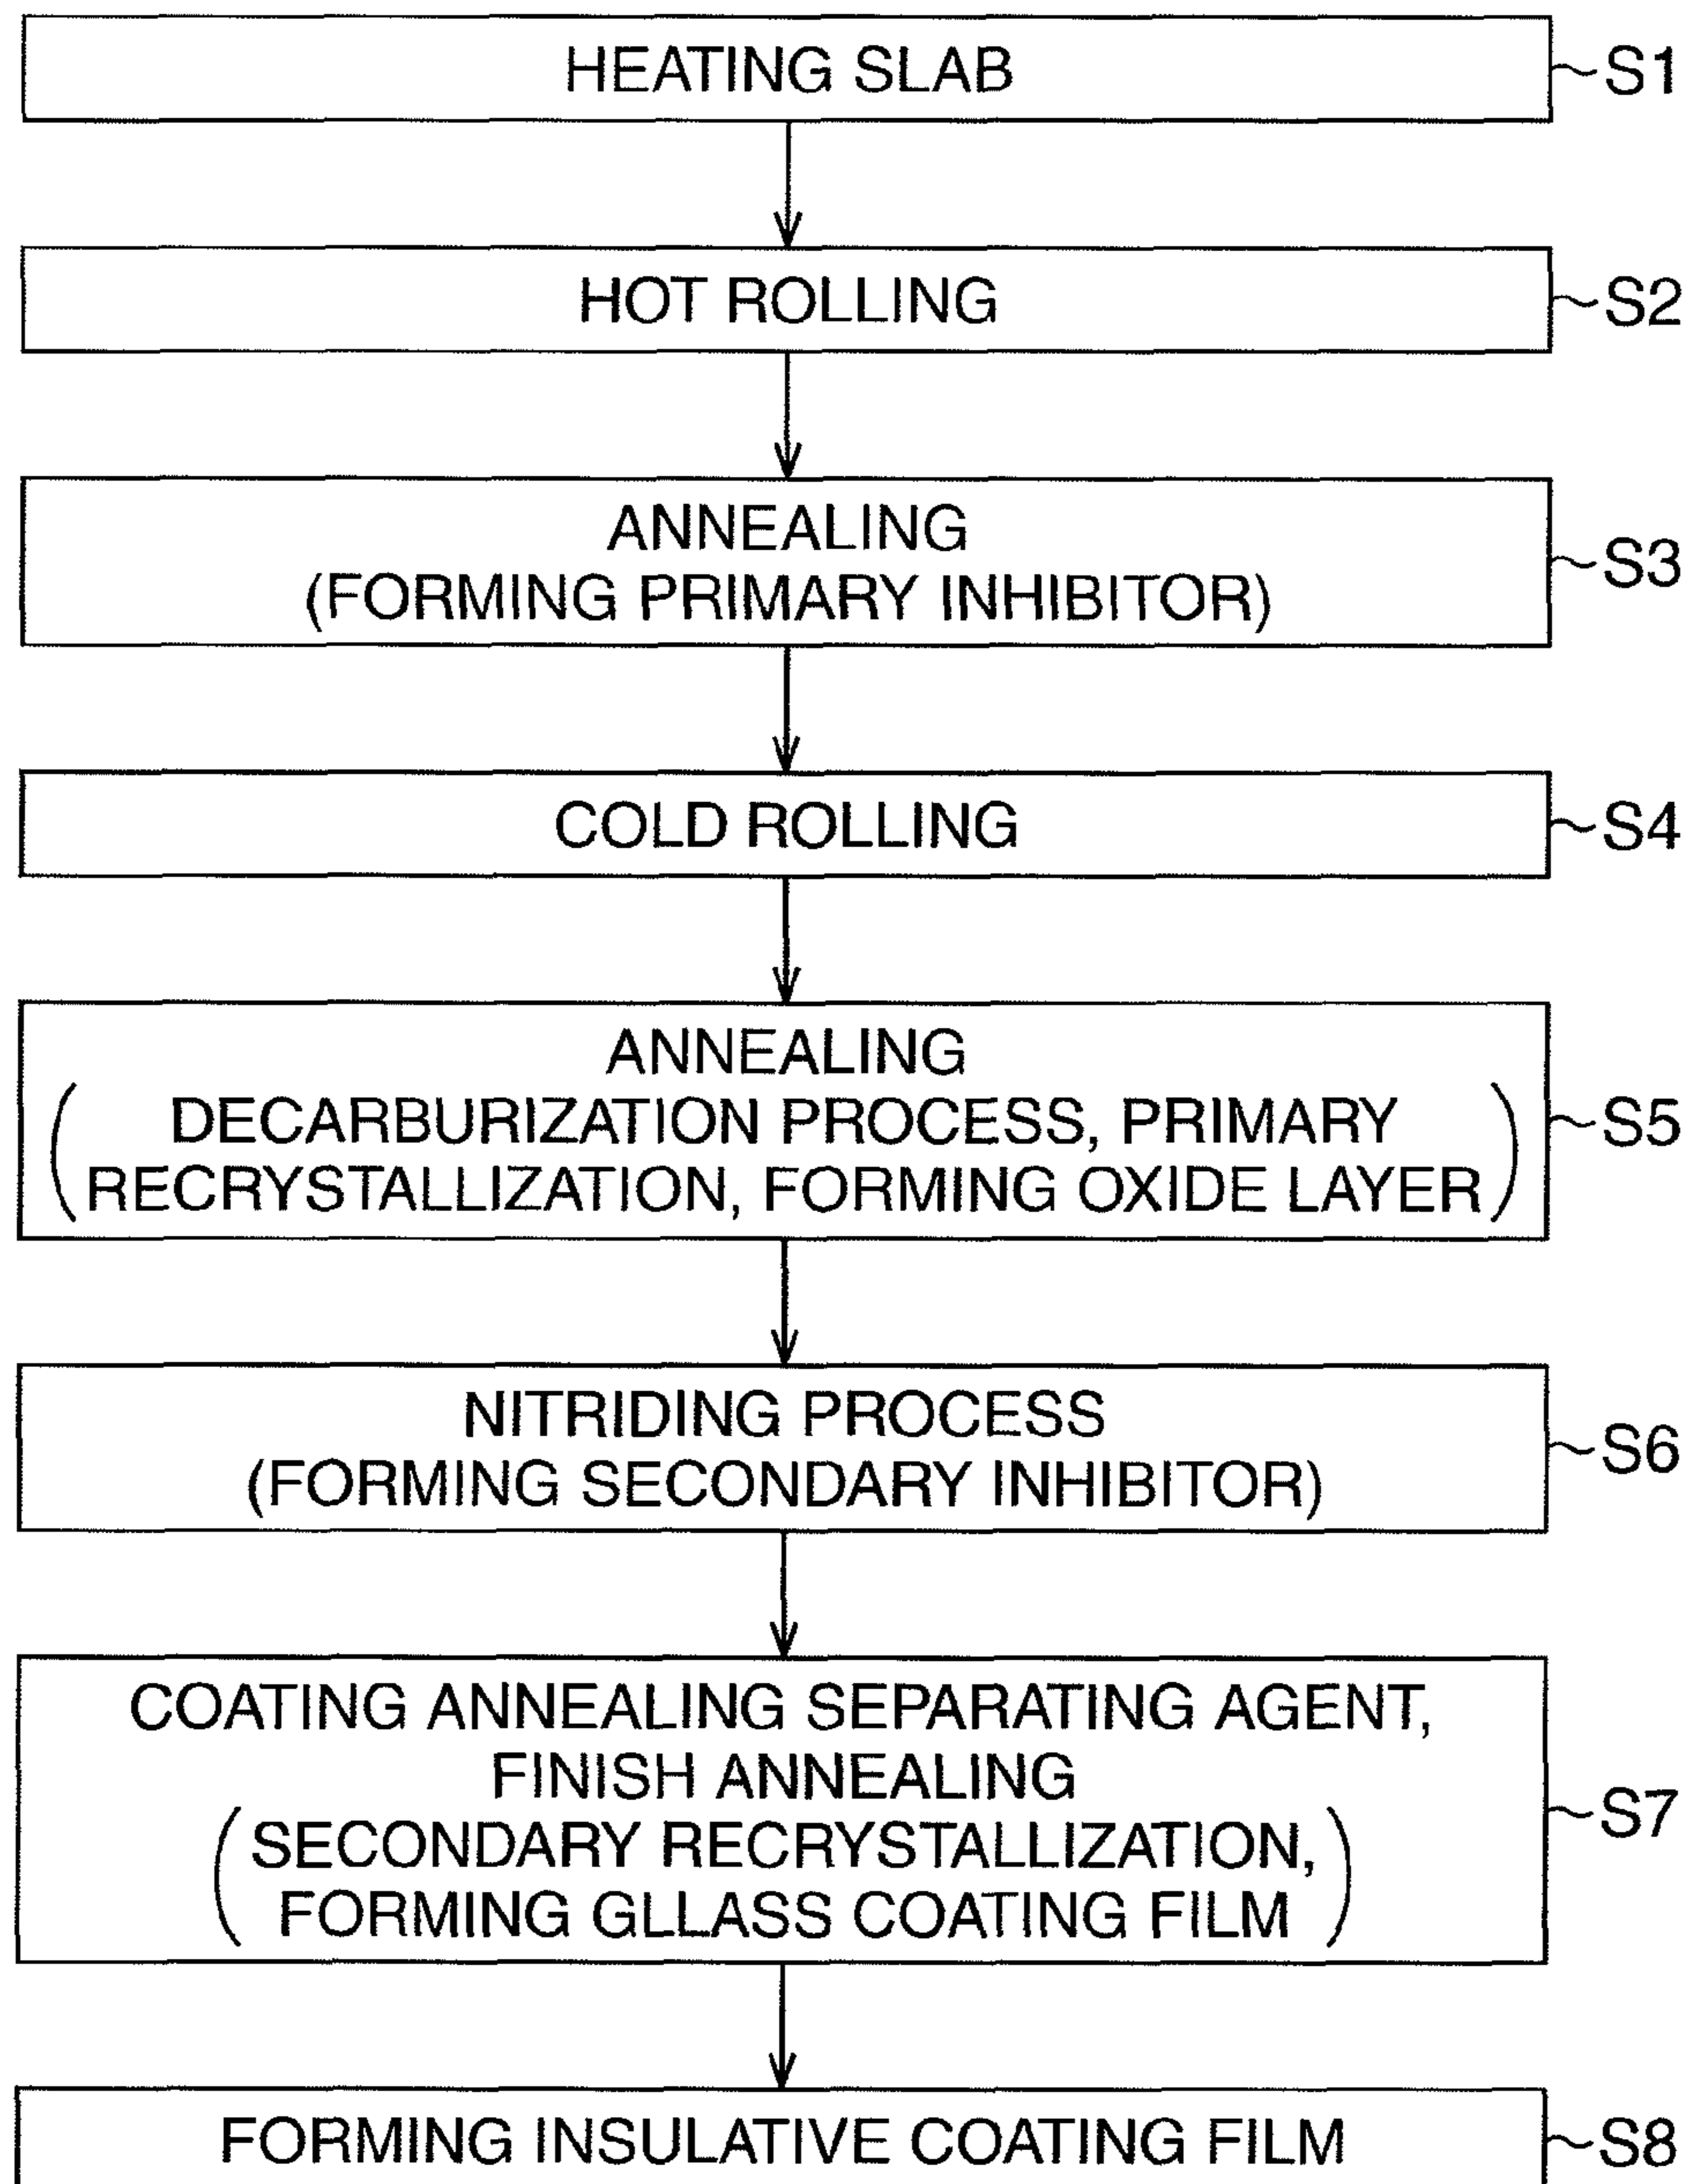 HEATING SLAB ~S1
HOT ROLLING ~S2
ANNEALING
(FORMING PRIMARY INHIBITOR) ~S3
COLD ROLLING ~S4
ANNEALING
(DECARBURIZATION PROCESS, PRIMARY
RECRYSTALLIZATION, FORMING OXIDE LAYER) ~S5
NITRIDING PROCESS
(FORMING SECONDARY INHIBITOR) ~S6
COATING ANNEALING SEPARATING AGENT,
FINISH ANNEALING
(SECONDARY RECRYSTALLIZATION,
FORMING GLLASS COATING FILM) ~S7
FORMING INSULATIVE COATING FILM ~S8